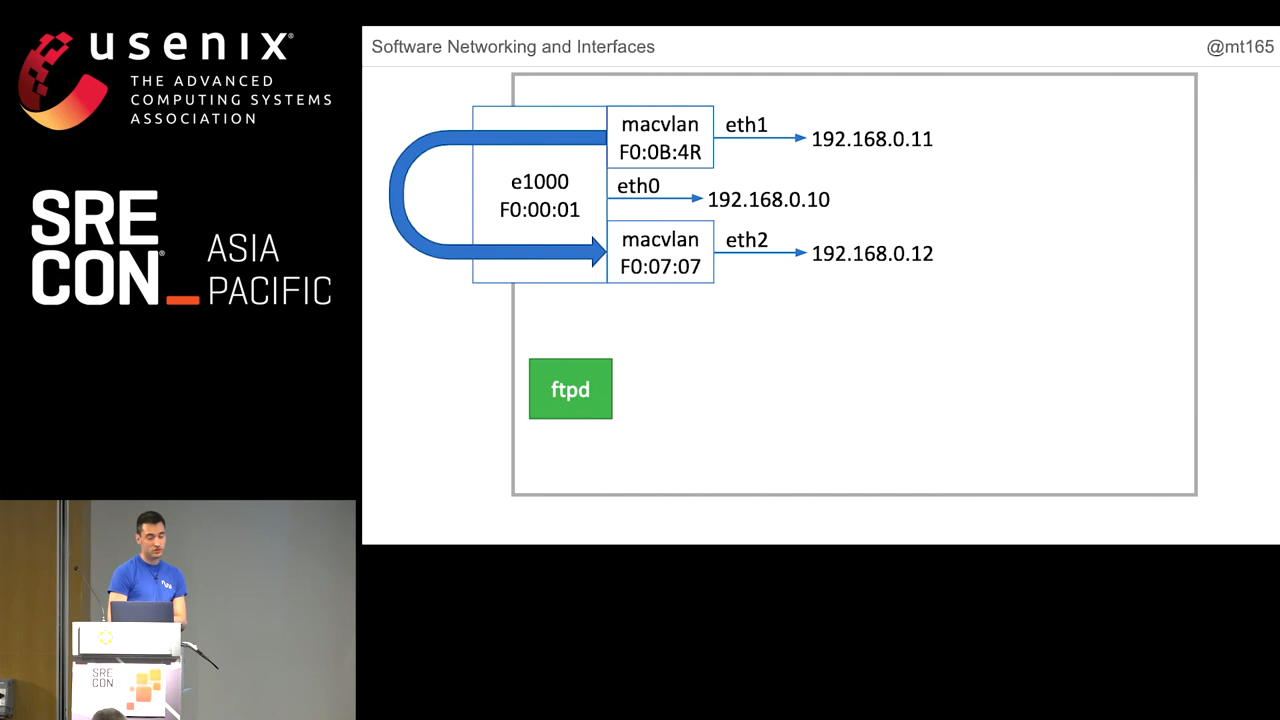 usenix
THE ADVANCED
COMPUTING SYSTEMS
ASSOCIATION
SRE
CON
ASIA
PACIFIC
Software Networking and Interfaces
@mt165
macvlan
F0:0B:4R
eth1
192.168.0.11
e1000
F0:00:01
eth0
192.168.0.10
macvlan
F0:07:07
eth2
192.168.0.12
ftpd
SRE
CON